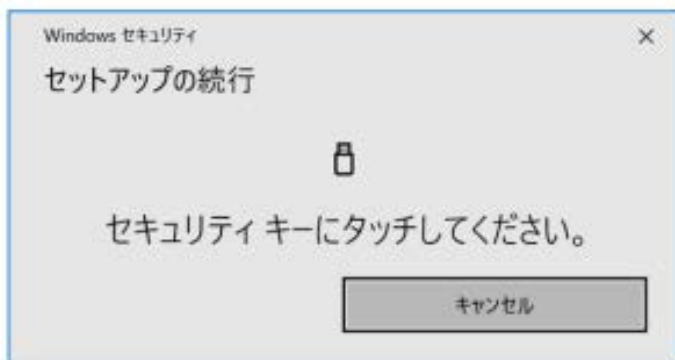 Windows セキュリティ
セットアップの続行
セキュリティ キーにタッチしてください。
キャンセル